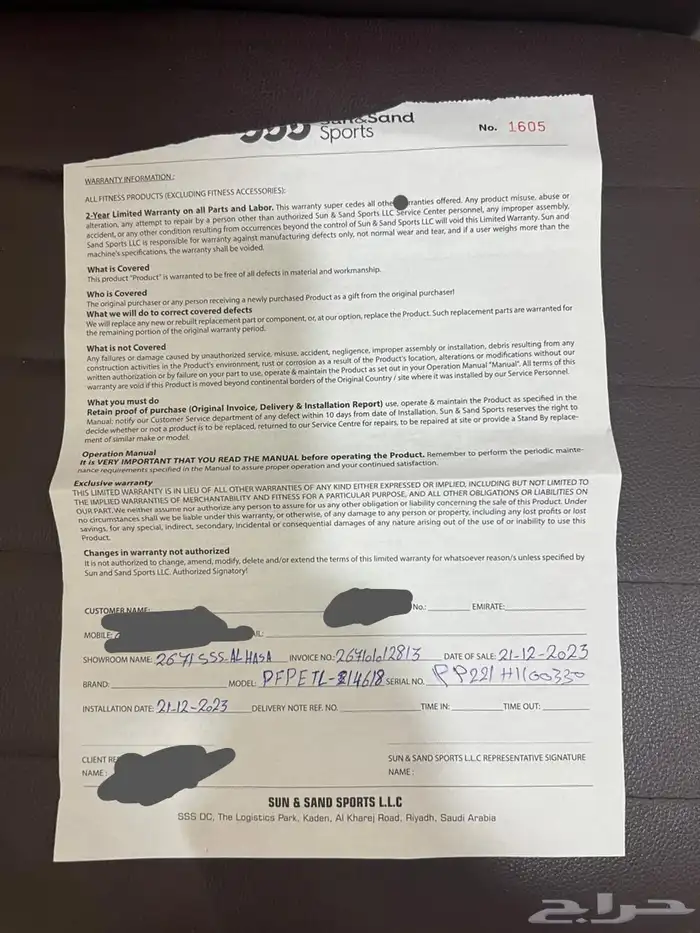 Sun&Sand
Sports
No. 1605
WARRANTY INFORMATION :
ALL FITNESS PRODUCTS (EXCLUDING FITNESS ACCESSORIES):
2-Year Limited Warranty on all Parts and Labor. This warranty super cedes all othe rranties offered. Any product misuse, abuse or
alteration, any attempt to repair by a person other than authorized Sun & Sand Sports LLC Service Center personnel, any improper assembly,
accident, or any other condition resulting from occurrences beyond the control of Sun & Sand Sports LLC will void this Limited Warranty. Sun and
Sand Sports LLC is responsible for warranty against manufacturing defects only, not normal wear and tear, and if a user weighs more than the
machine's specifications, the warranty shall be voided.
What is Covered
This product "Product" is warranted to be free of all defects in material and workmanship.
Who is Covered
The original purchaser or any person receiving a newly purchased Product as a gift from the original purchaser!
What we will do to correct covered defects
We will replace any new or rebuilt replacement part or component, or, at our option, replace the Product. Such replacement parts are warranted for
the remaining portion of the original warranty period.
What is not Covered
Any failures or damage caused by unauthorized service, misuse, accident, negligence, improper assembly or installation, debris resulting from any
construction activities in the Product's environment, rust or corrosion as a result of the Product's location, alterations or modifications without our
written authorization or by failure on your part to use, operate & maintain the Product as set out in your Operation Manual "Manual". All terms of this
warranty are void if this Product is moved beyond continental borders of the Original Country / site where it was installed by our Service Personnel.
What you must do
Retain proof of purchase (Original Invoice, Delivery & Installation Report) use, operate & maintain the Product as specified in the
Manual: notify our Customer Service department of any defect within 10 days from date of Installation. Sun & Sand Sports reserves the right to
decide whether or not a product is to be replaced, returned to our Service Centre for repairs, to be repaired at site or provide a Stand By replace-
ment of similar make or model.
Operation Manual
It is VERY IMPORTANT THAT YOU READ THE MANUAL before operating the Product. Remember to perform the periodic mainte-
nance requirements specified in the Manual to assure proper operation and your continued satisfaction.
Exclusive warranty
THIS LIMITED WARRANTY IS IN LIEU OF ALL OTHER WARRANTIES OF ANY KIND EITHER EXPRESSED OR IMPLIED, INCLUDING BUT NOT LIMITED TO
THE IMPLIED WARRANTIES OF MERCHANTABILITY AND FITNESS FOR A PARTICULAR PURPOSE, AND ALL OTHER OBLIGATIONS OR LIABILITIES ON
OUR PART. We neither assume nor authorize any person to assure for us any other obligation or liability concerning the sale of this Product. Under
no circumstances shall we be liable under this warranty, or otherwise, of any damage to any person or property, including any lost profits or lost
savings, for any special, indirect, secondary, incidental or consequential damages of any nature arising out of the use of or inability to use this
Product.
Changes in warranty not authorized
It is not authorized to change, amend, modify, delete and/or extend the terms of this limited warranty for whatsoever reason/s unless specified by
Sun and Sand Sports LLC. Authorized Signatory!
CUSTOMER NAME: No.: EMIRATE:
MOBILE: AIL:
SHOWROOM NAME: 2671 SSS-AL HASA INVOICE NO.: DATE OF SALE: 21-12-2023
BRAND: MODEL: SERIAL NO.
INSTALLATION DATE: 21-12-2023 DELIVERY NOTE REF. NO. TIME IN: TIME OUT:
CLIENT RE SUN & SAND SPORTS L.L.C REPRESENTATIVE SIGNATURE
NAME : NAME :
SUN & SAND SPORTS L.L.C
SSS DC, The Logistics Park, Kaden, Al Kharej Road, Riyadh, Saudi Arabia
حراج